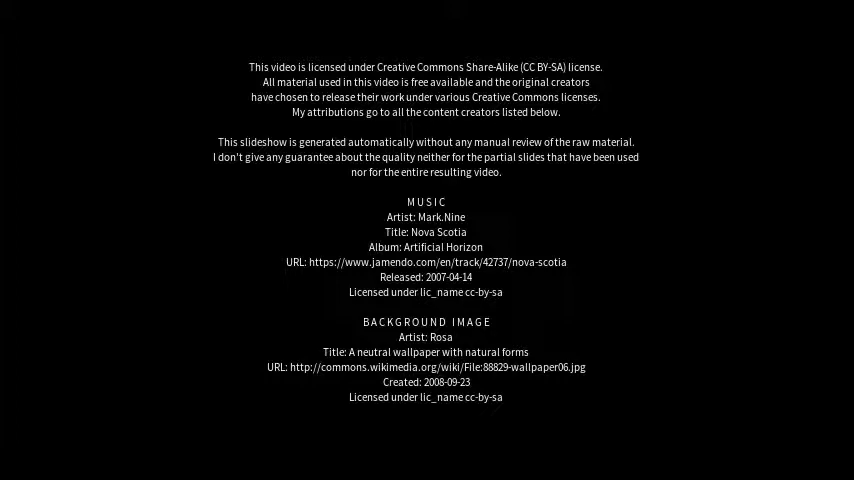 This video is licensed under Creative Commons Share-Alike (CC BY-SA) license.
All material used in this video is free available and the original creators
have chosen to release their work under various Creative Commons licenses.
My attributions go to all the content creators listed below.
This slideshow is generated automatically without any manual review of the raw material.
I don't give any guarantee about the quality neither for the partial slides that have been used
nor for the entire resulting video.
MUSIC
Artist: Mark.Nine
Title: Nova Scotia
Album: Artificial Horizon
URL: https://www.jamendo.com/en/track/42737/nova-scotia
Released: 2007-04-14
Licensed under lic_name cc-by-sa
BACKGROUND IMAGE
Artist: Rosa
Title: A neutral wallpaper with natural forms
URL: http://commons.wikimedia.org/wiki/File:88829-wallpaper06.jpg
Created: 2008-09-23
Licensed under lic_name cc-by-sa